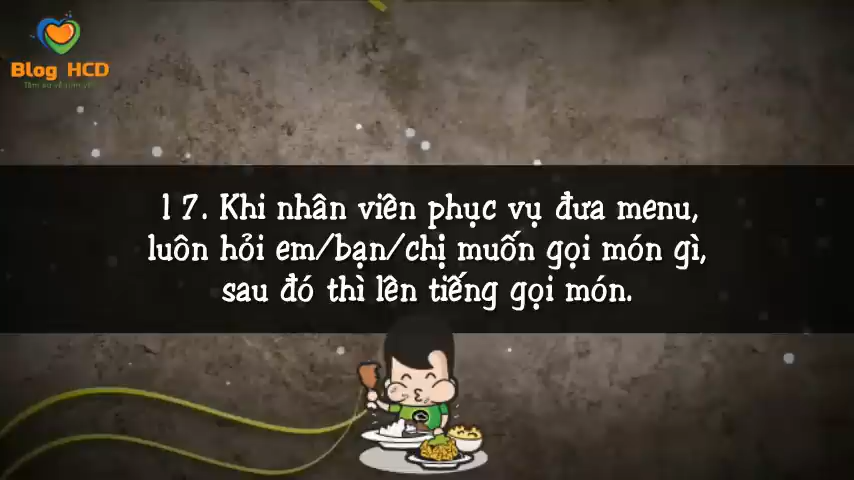 Blog HCD
17. Khi nhân viên phục vụ đưa menu,
luôn hỏi em/bạn/chị muốn gọi món gì,
sau đó thì lên tiếng gọi món.